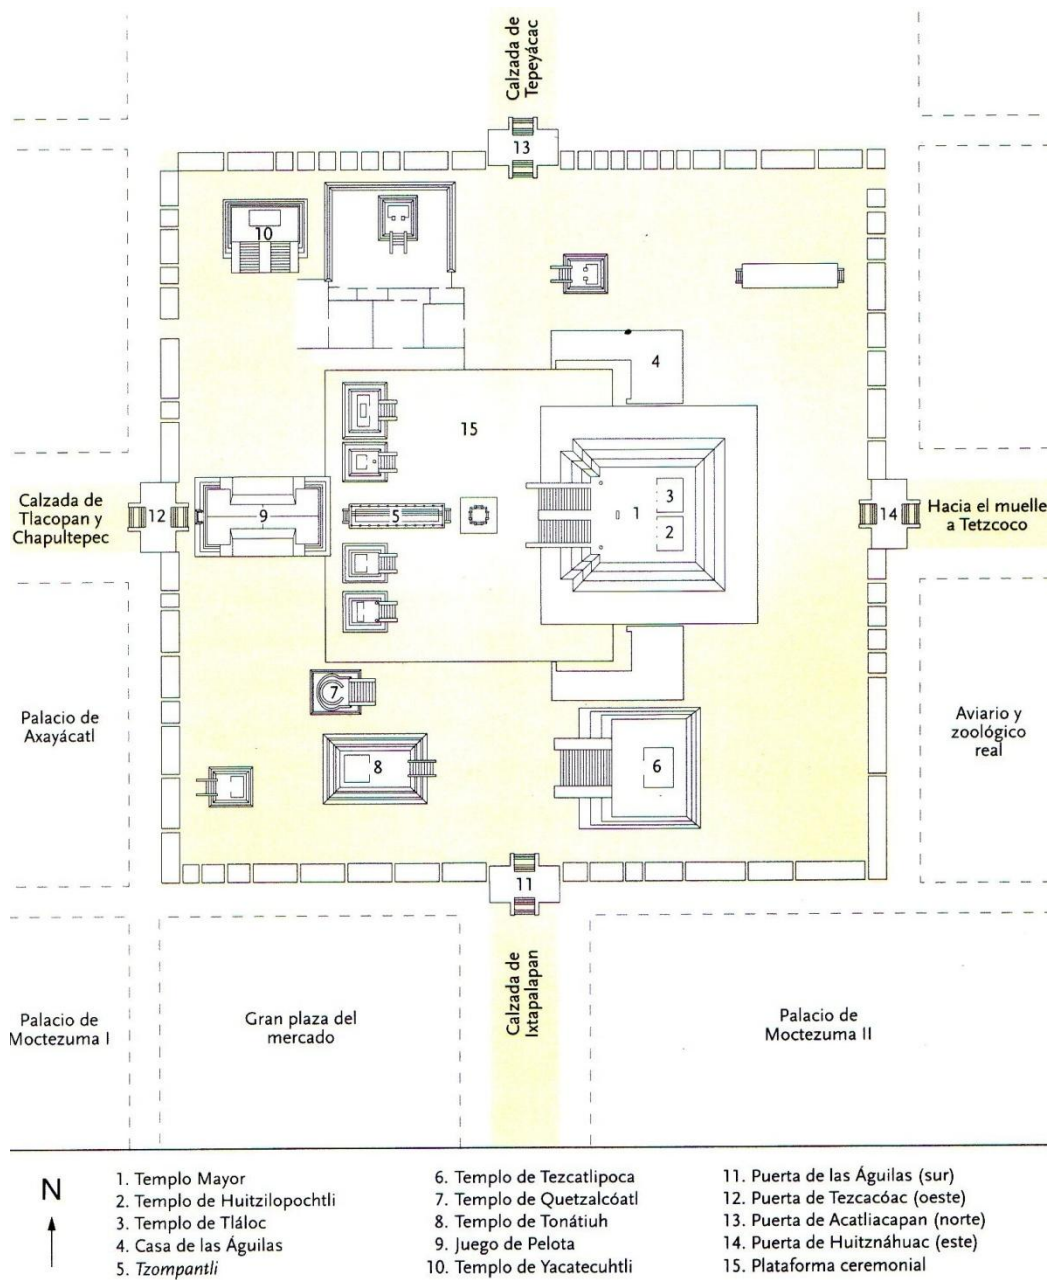 Calzada de
Tepeyácac
13
10
4
15
3
Calzada de
Tlacopan y
Chapultepec
12
9
5
1
2
14
Hacia el muelle
a Tetzcoco
7
Palacio de
Axayácatl
8
6
Aviario y
zoológico
real
11
Palacio de
Moctezuma I
Gran plaza del
mercado
Calzada de
Ixtapalapan
Palacio de
Moctezuma II
N
1. Templo Mayor
2. Templo de Huitzilopochtli
3. Templo de Tláloc
4. Casa de las Águilas
5. Tzompantli
6. Templo de Tezcatlipoca
7. Templo de Quetzalcóatl
8. Templo de Tonátiuh
9. Juego de Pelota
10. Templo de Yacatecuhtli
11. Puerta de las Águilas (sur)
12. Puerta de Tezcacóac (oeste)
13. Puerta de Acatliacapan (norte)
14. Puerta de Huitznáhuac (este)
15. Plataforma ceremonial